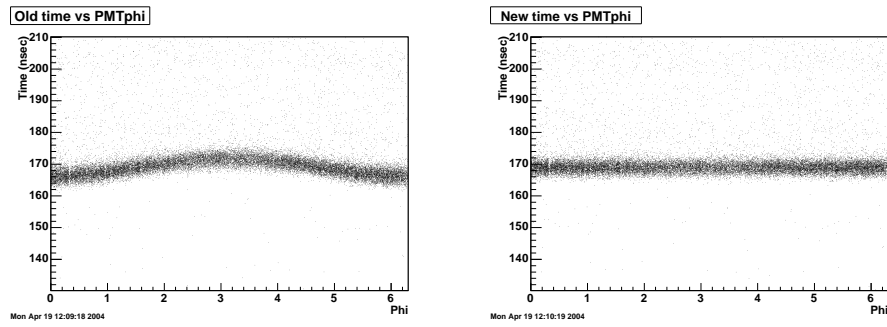 Old time vs PMTphi
Time (nsec)
210
200
190
180
170
160
150
140
0 1 2 3 4 5 6
Phi
Mon Apr 19 12:09:18 2004
New time vs PMTphi
Time (nsec)
210
200
190
180
170
160
150
140
0 1 2 3 4 5 6
Phi
Mon Apr 19 12:10:19 2004